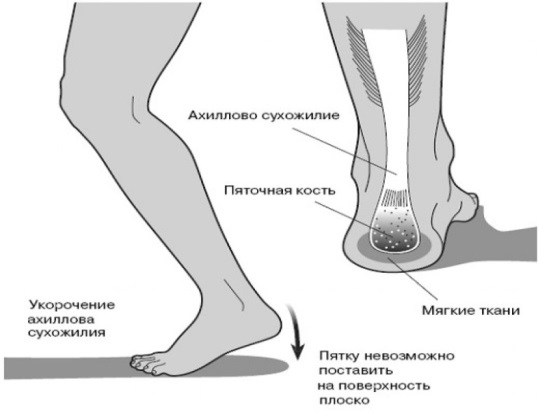 Ахиллово сухожилие
Пяточная кость
Мягкие ткани
Укорочение
ахиллова
сухожилия
Пятку невозможно
поставить
на поверхность
плоско